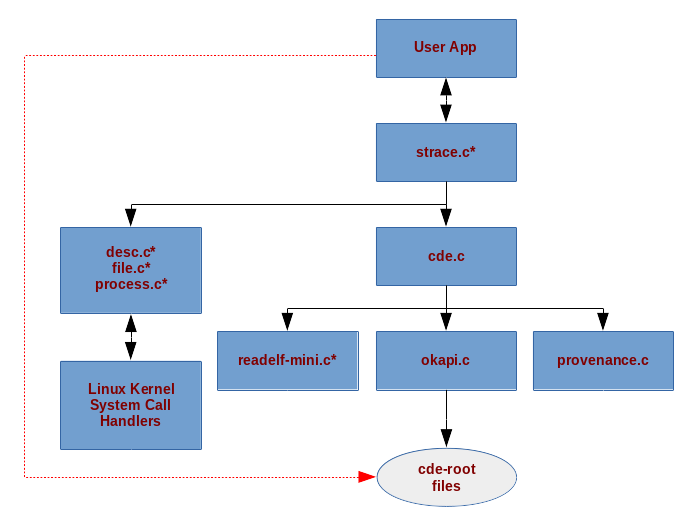 User App
strace.c*
desc.c*
file.c*
process.c*
cde.c
readelf-mini.c*
okapi.c
provenance.c
Linux Kernel
System Call
Handlers
cde-root
files